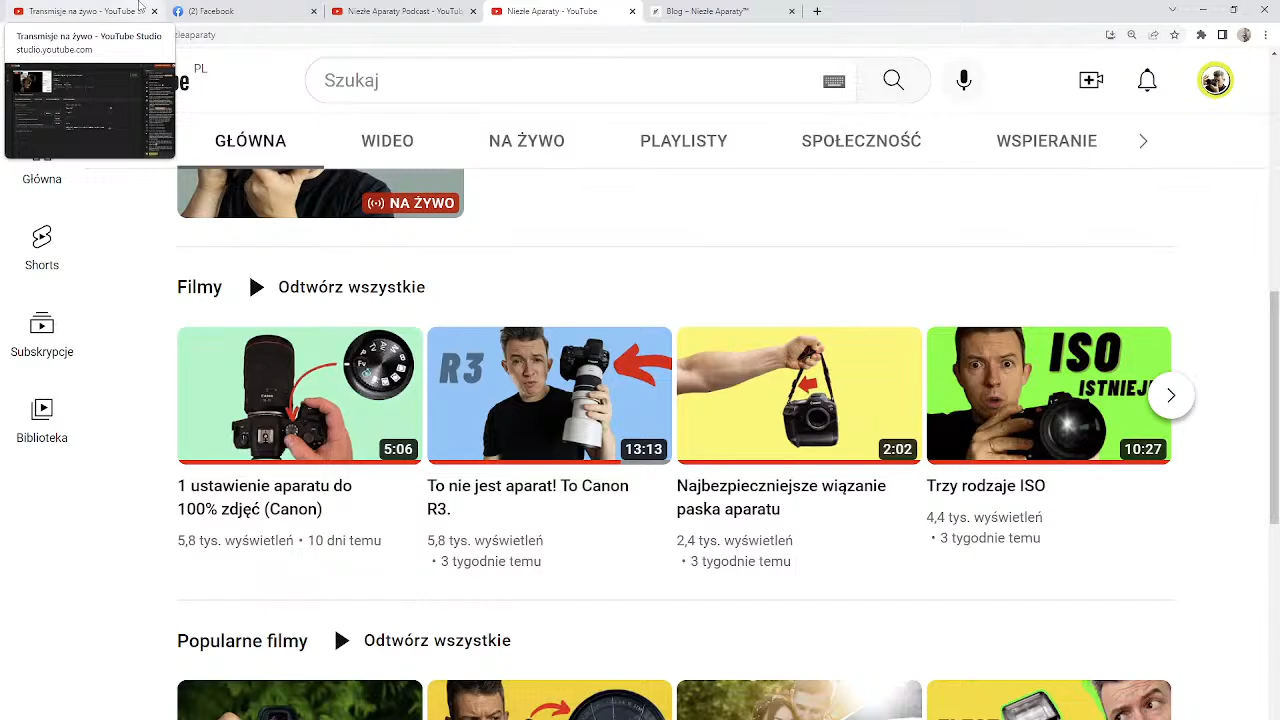 Transmisje na żywo - YouTube St
(2) Facebook
Niezłe Aparaty Podcast - YouTube
Niezłe Aparaty - YouTube
Blog – Niezłe Aparaty™
Transmisje na żywo - YouTube Studio
studio.youtube.com
zleaparaty
be
PL
Szukaj
GŁÓWNA
WIDEO
NA ŻYWO
PLAYLISTY
SPOŁECZNOŚĆ
WSPIERANIE
Główna
Shorts
Subskrypcje
Biblioteka
NA ŻYWO
Filmy
Odtwórz wszystkie
5:06
R3
13:13
2:02
ISO
ISTNIEJ
10:27
1 ustawienie aparatu do
100% zdjęć (Canon)
5,8 tys. wyświetleń • 10 dni temu
To nie jest aparat! To Canon
R3.
5,8 tys. wyświetleń
• 3 tygodnie temu
Najbezpieczniejsze wiązanie
paska aparatu
2,4 tys. wyświetleń
• 3 tygodnie temu
Trzy rodzaje ISO
4,4 tys. wyświetleń
• 3 tygodnie temu
Popularne filmy
Odtwórz wszystkie